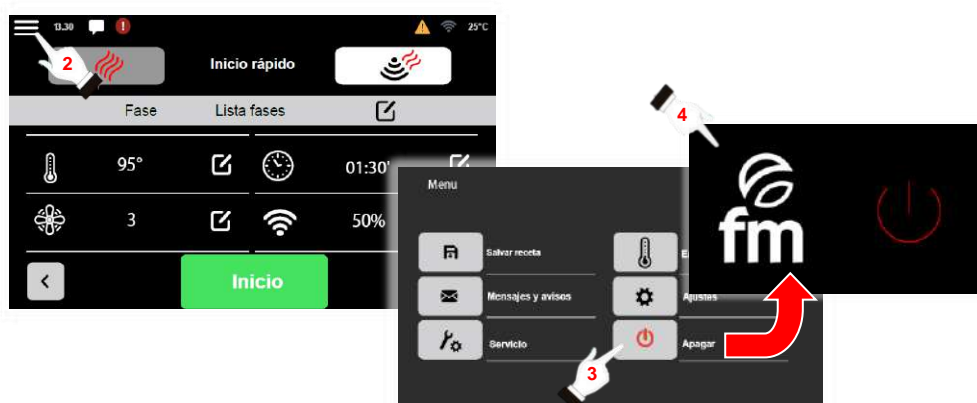 13.30
25°C
2
Inicio rápido
Fase
Lista fases
95°
01:30'
3
50%
Inicio
Menu
Salvar receta
Mensajes y avisos
Ajustes
Servicio
Apagar
3
4
fm